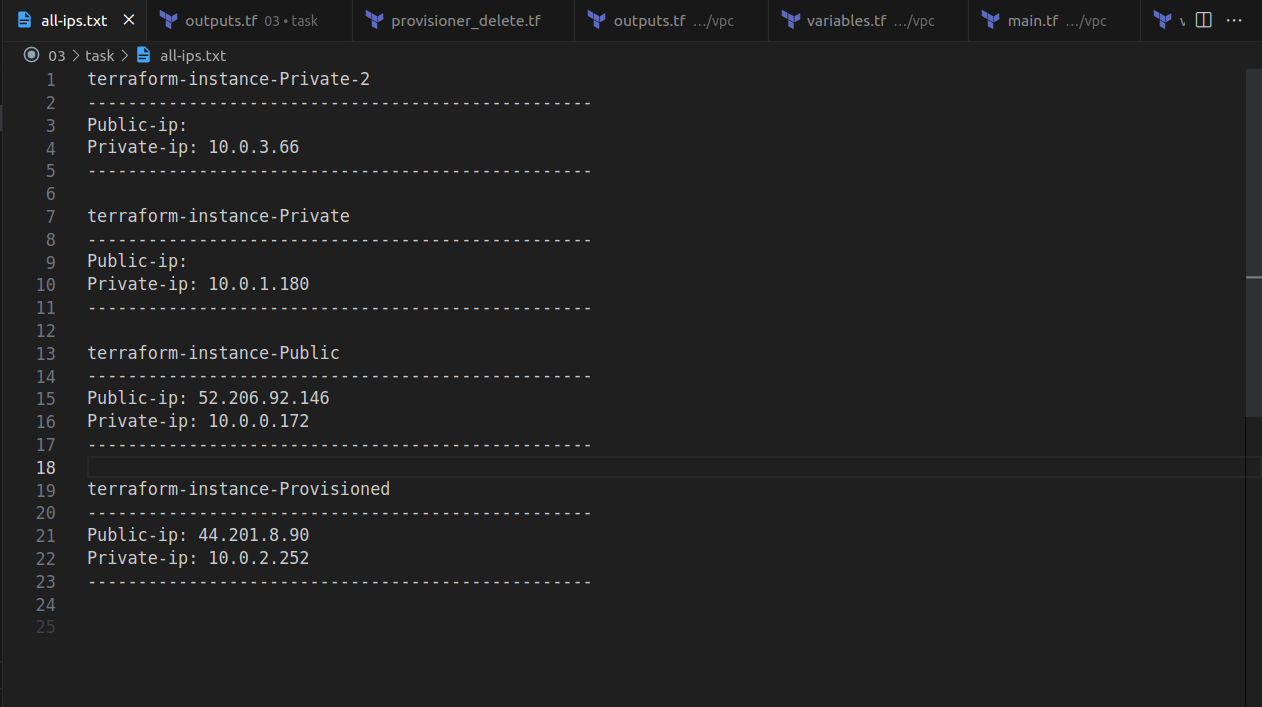 all-ips.txt
outputs.tf 03 • task
provisioner_delete.tf
outputs.tf .../vpc
variables.tf .../vpc
main.tf .../vpc
03 > task > all-ips.txt
1 terraform-instance-Private-2
2 --------------------------------------------------
3 Public-ip:
4 Private-ip: 10.0.3.66
5 --------------------------------------------------
6
7 terraform-instance-Private
8 --------------------------------------------------
9 Public-ip:
10 Private-ip: 10.0.1.180
11 --------------------------------------------------
12
13 terraform-instance-Public
14 --------------------------------------------------
15 Public-ip: 52.206.92.146
16 Private-ip: 10.0.0.172
17 --------------------------------------------------
18
19 terraform-instance-Provisioned
20 --------------------------------------------------
21 Public-ip: 44.201.8.90
22 Private-ip: 10.0.2.252
23 --------------------------------------------------
24
25